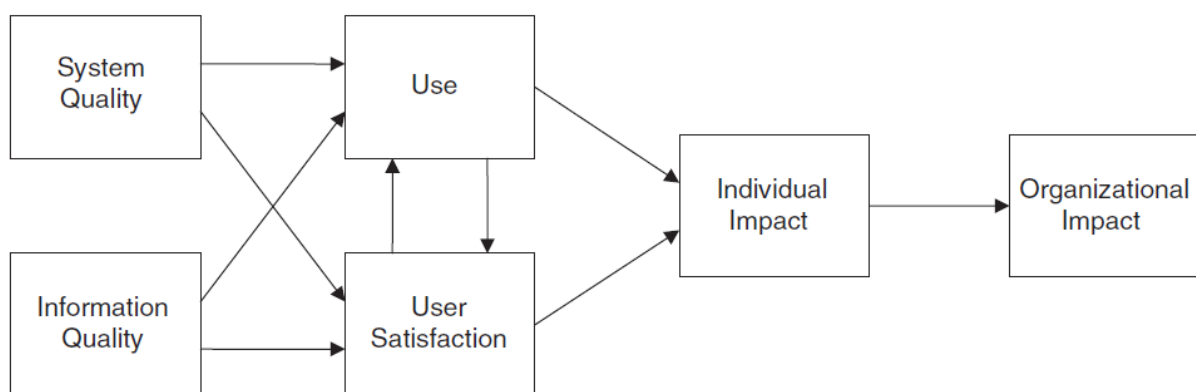 System
Quality
Use
Information
Quality
User
Satisfaction
Individual
Impact
Organizational
Impact